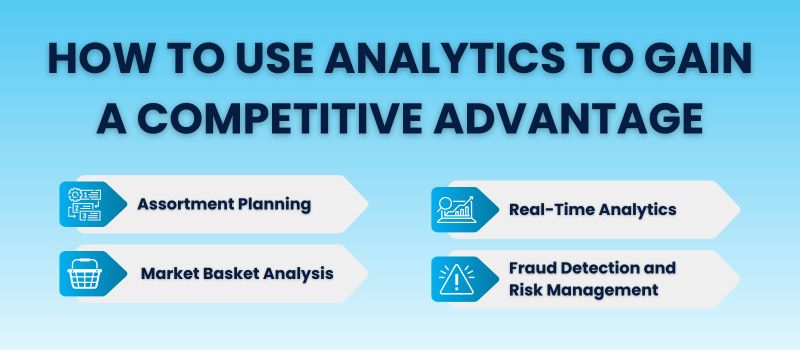 HOW TO USE ANALYTICS TO GAIN
A COMPETITIVE ADVANTAGE
Assortment Planning
Market Basket Analysis
Real-Time Analytics
Fraud Detection and
Risk Management